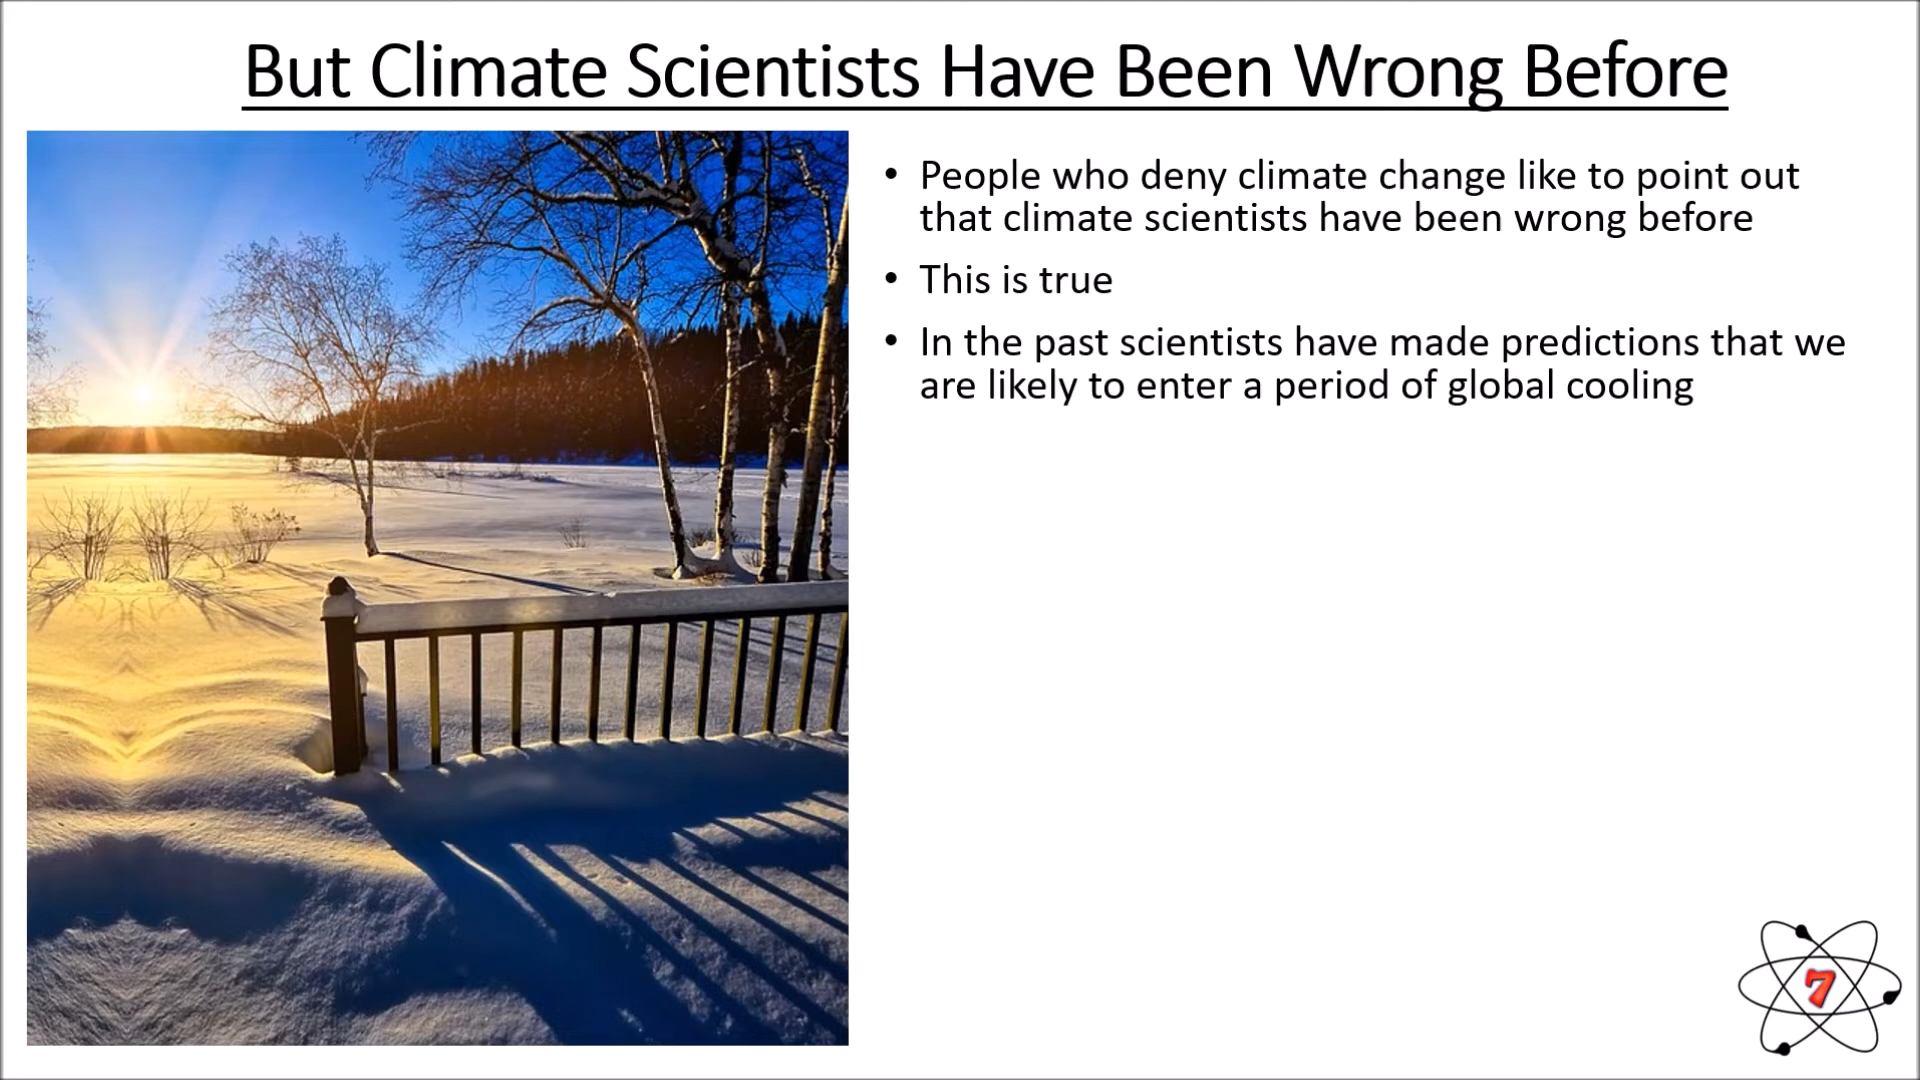 But Climate Scientists Have Been Wrong Before
• People who deny climate change like to point out
that climate scientists have been wrong before
• This is true
• In the past scientists have made predictions that we
are likely to enter a period of global cooling
7